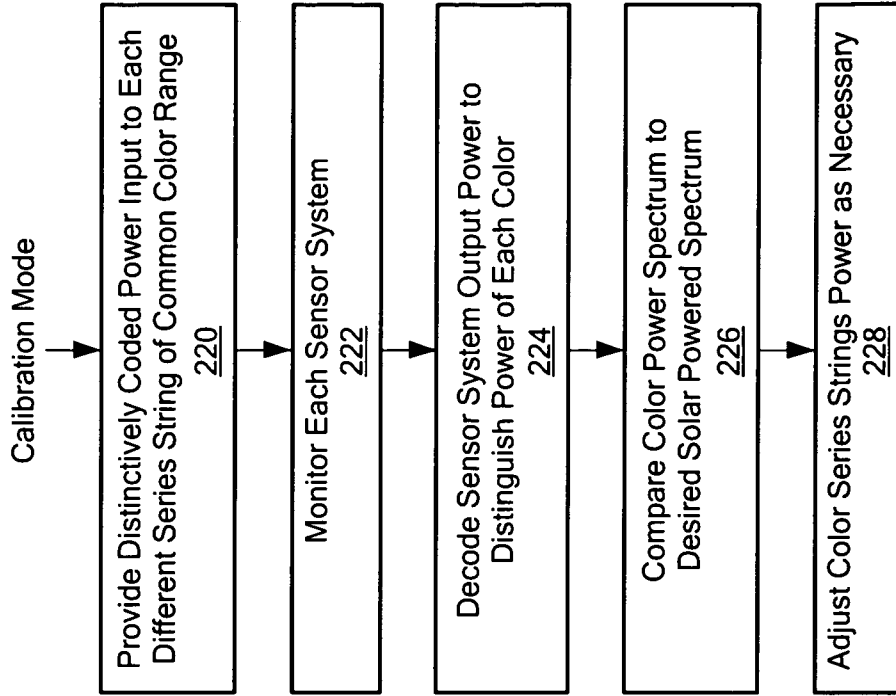 Calibration Mode
Provide Distinctively Coded Power Input to Each
Different Series String of Common Color Range
220
Monitor Each Sensor System
222
Decode Sensor System Output Power to
Distinguish Power of Each Color
224
Compare Color Power Spectrum to
Desired Solar Powered Spectrum
226
Adjust Color Series Strings Power as Necessary
228